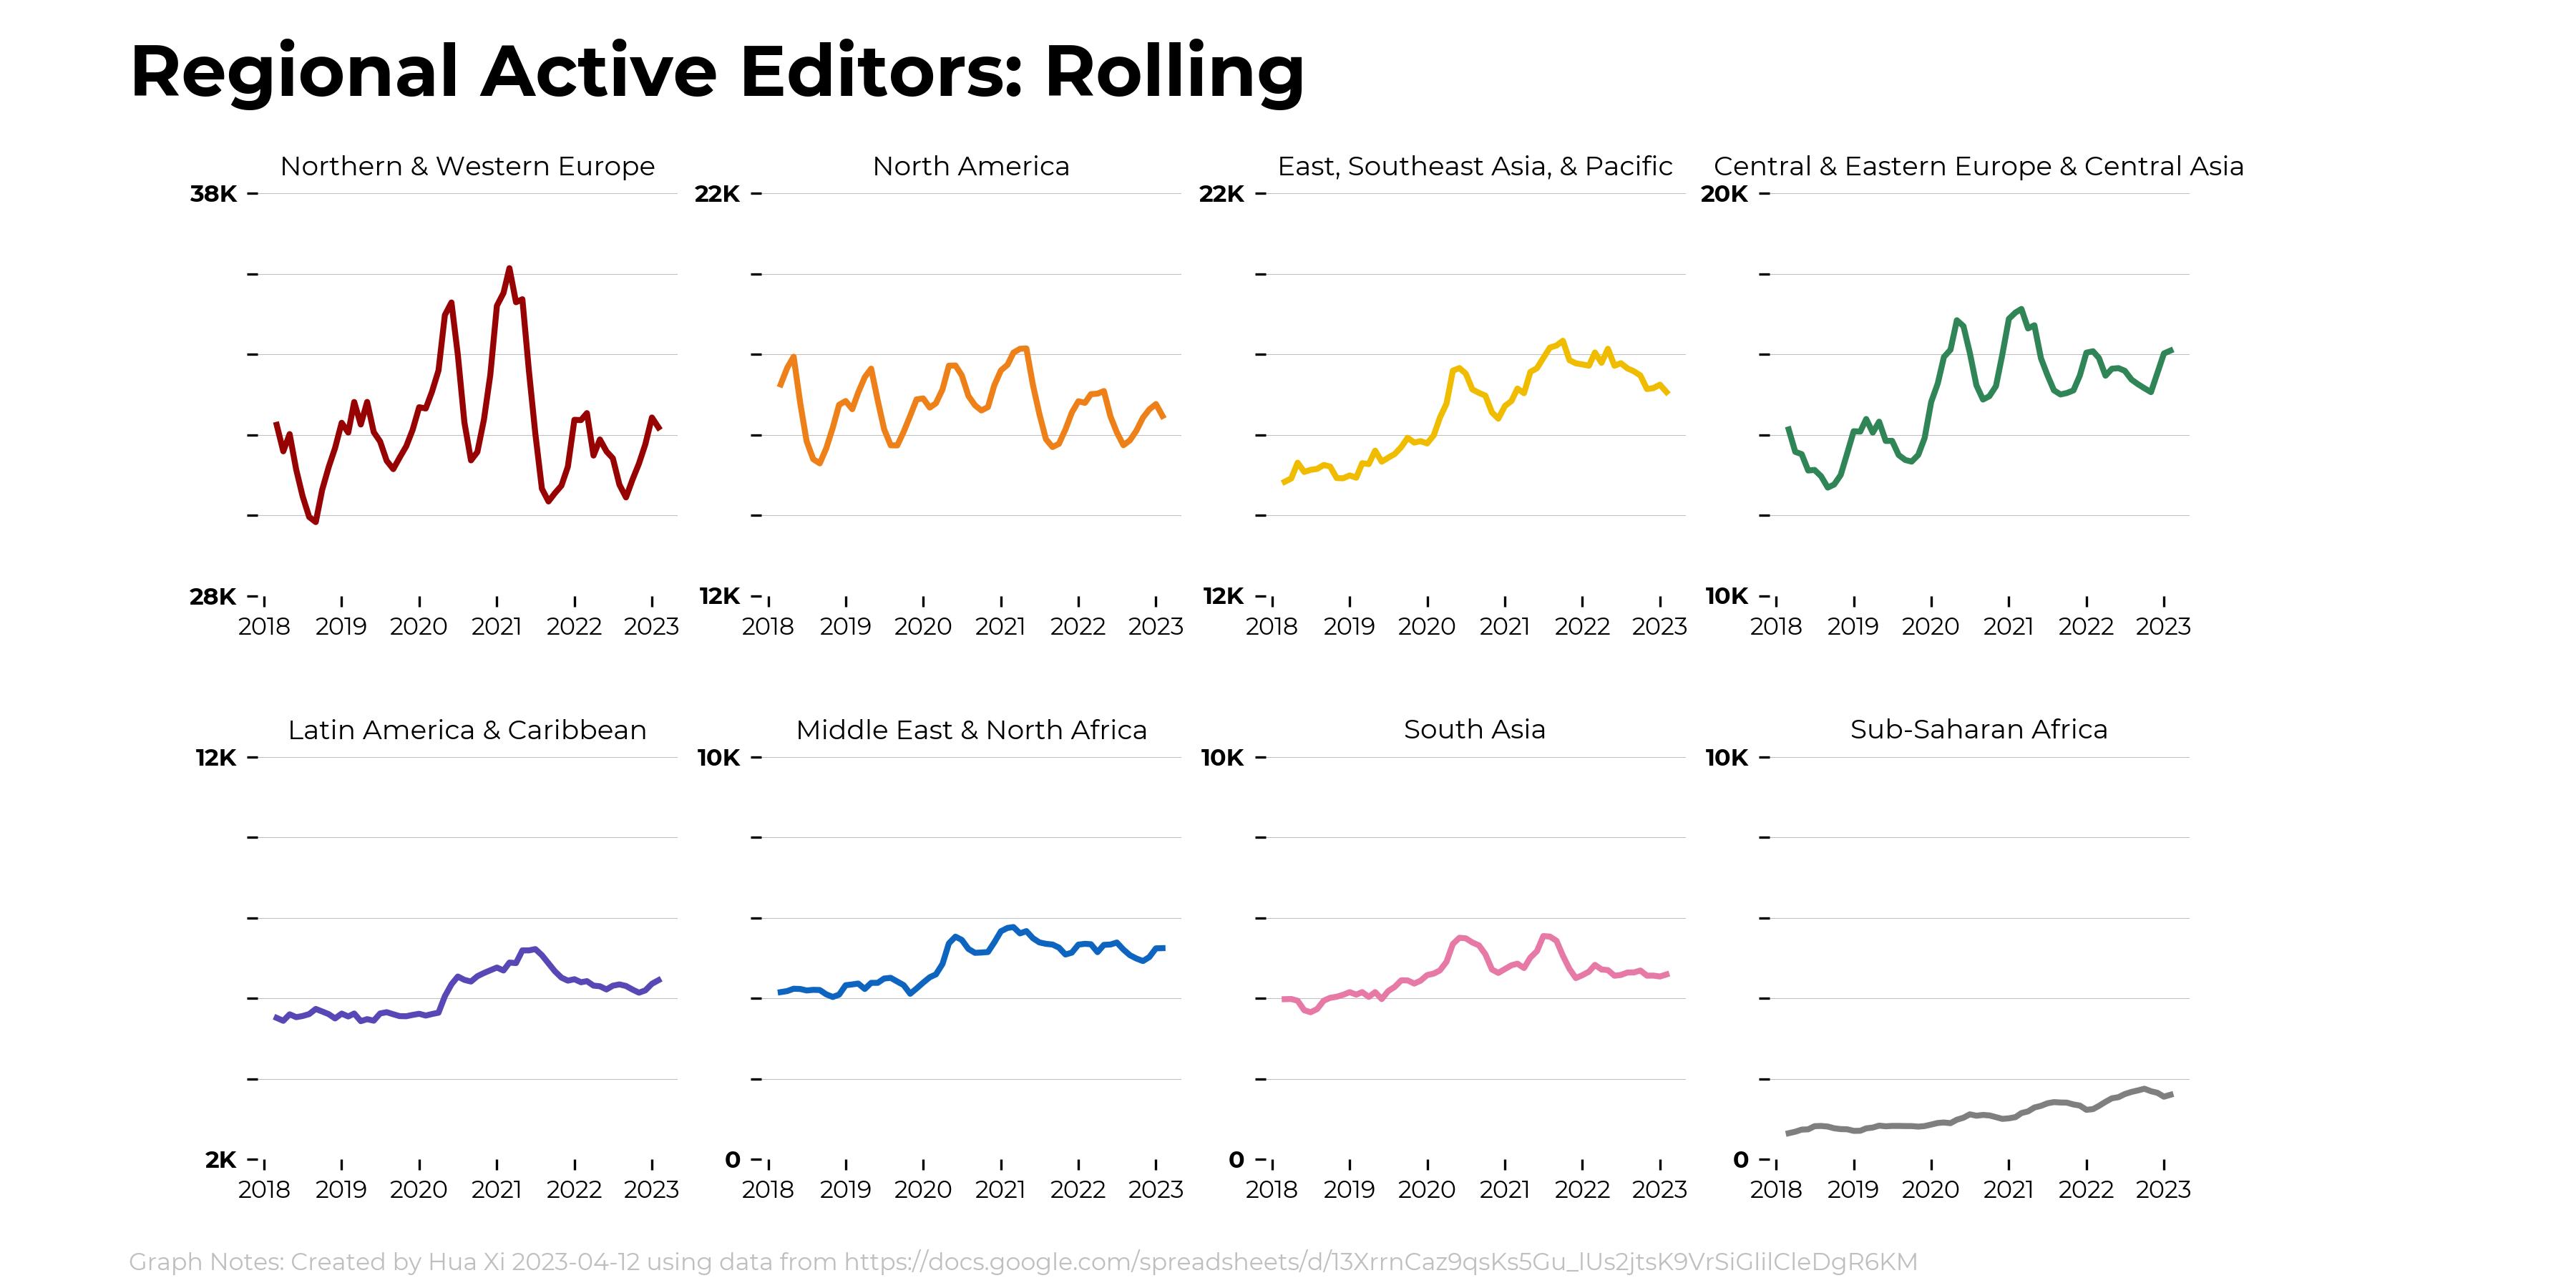 Regional Active Editors: Rolling
Northern & Western Europe
38K
28K
2018 2019 2020 2021 2022 2023
North America
22K
12K
2018 2019 2020 2021 2022 2023
East, Southeast Asia, & Pacific
22K
12K
2018 2019 2020 2021 2022 2023
Central & Eastern Europe & Central Asia
20K
10K
2018 2019 2020 2021 2022 2023
Latin America & Caribbean
12K
2K
2018 2019 2020 2021 2022 2023
Middle East & North Africa
10K
0
2018 2019 2020 2021 2022 2023
South Asia
10K
0
2018 2019 2020 2021 2022 2023
Sub-Saharan Africa
10K
0
2018 2019 2020 2021 2022 2023
Graph Notes: Created by Hua Xi 2023-04-12 using data from https://docs.google.com/spreadsheets/d/13XrrnCaz9qsKs5Gu_lUs2jtsK9VrSiGlilCleDgR6KM